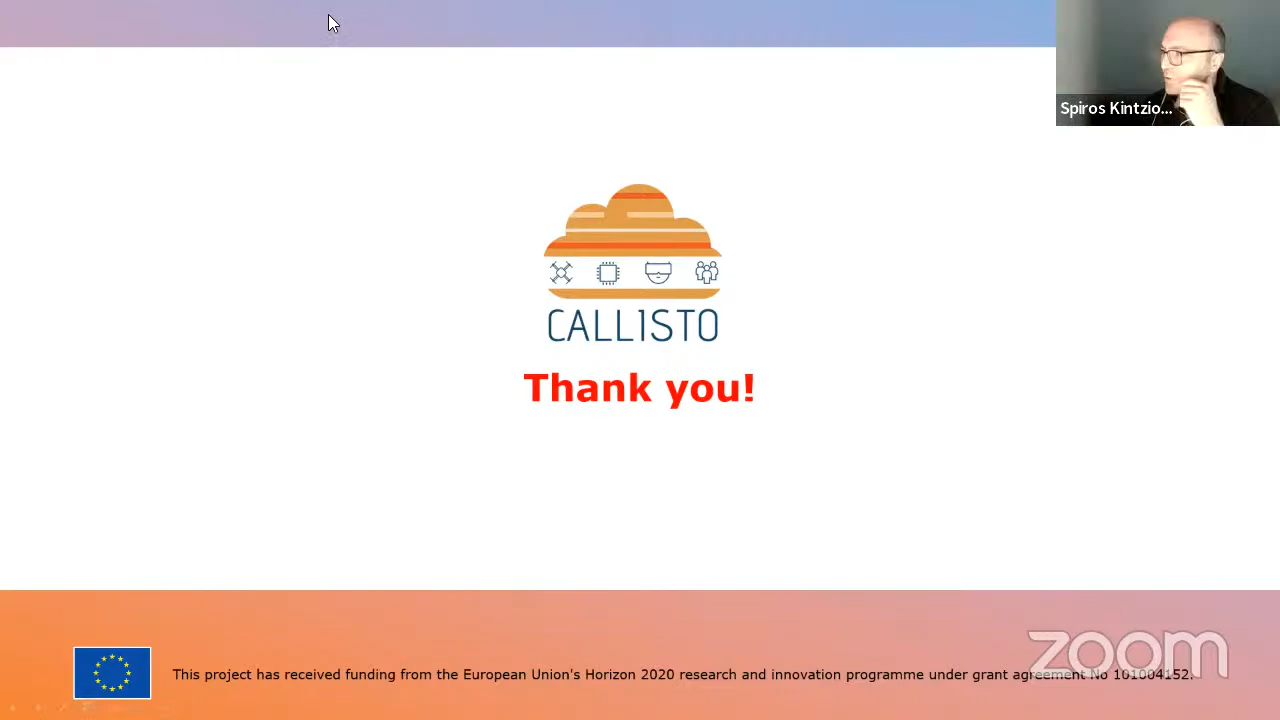 Spiros Kintzio...
CALLISTO
Thank you!
zoom
This project has received funding from the European Union's Horizon 2020 research and innovation programme under grant agreement No 101004152.